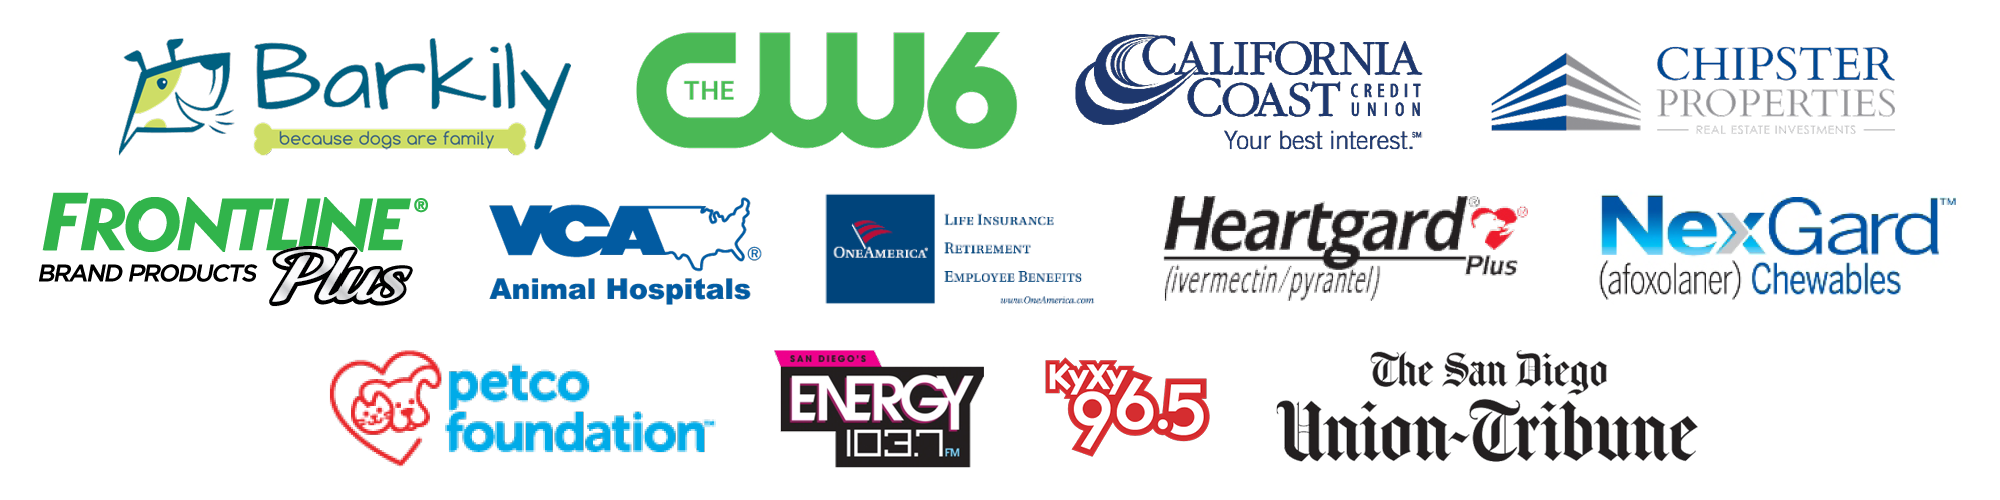 Barkily
because dogs are family
THE CW6
CALIFORNIA
COAST CREDIT UNION
Your best interest.℠
CHIPSTER
PROPERTIES
REAL ESTATE INVESTMENTS
FRONTLINE®
BRAND PRODUCTS Plus
VCA®
Animal Hospitals
ONEAMERICA®
LIFE INSURANCE
RETIREMENT
EMPLOYEE BENEFITS
www.OneAmerica.com
Heartgard®®
Plus
(ivermectin/pyrantel)
NexGard™
(afoxolaner) Chewables
petco
foundation™
SAN DIEGO'S
ENERGY
103.7 FM
KyXy
96.5
The San Diego
Union-Tribune